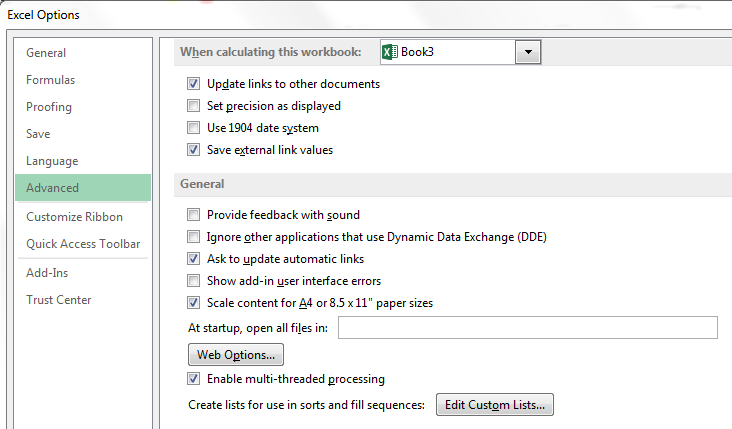 Excel Options
General
Formulas
Proofing
Save
Language
Advanced
Customize Ribbon
Quick Access Toolbar
Add-Ins
Trust Center
When calculating this workbook: Book3
Update links to other documents
Set precision as displayed
Use 1904 date system
Save external link values
General
Provide feedback with sound
Ignore other applications that use Dynamic Data Exchange (DDE)
Ask to update automatic links
Show add-in user interface errors
Scale content for A4 or 8.5 x 11" paper sizes
At startup, open all files in:
Web Options...
Enable multi-threaded processing
Create lists for use in sorts and fill sequences: Edit Custom Lists...